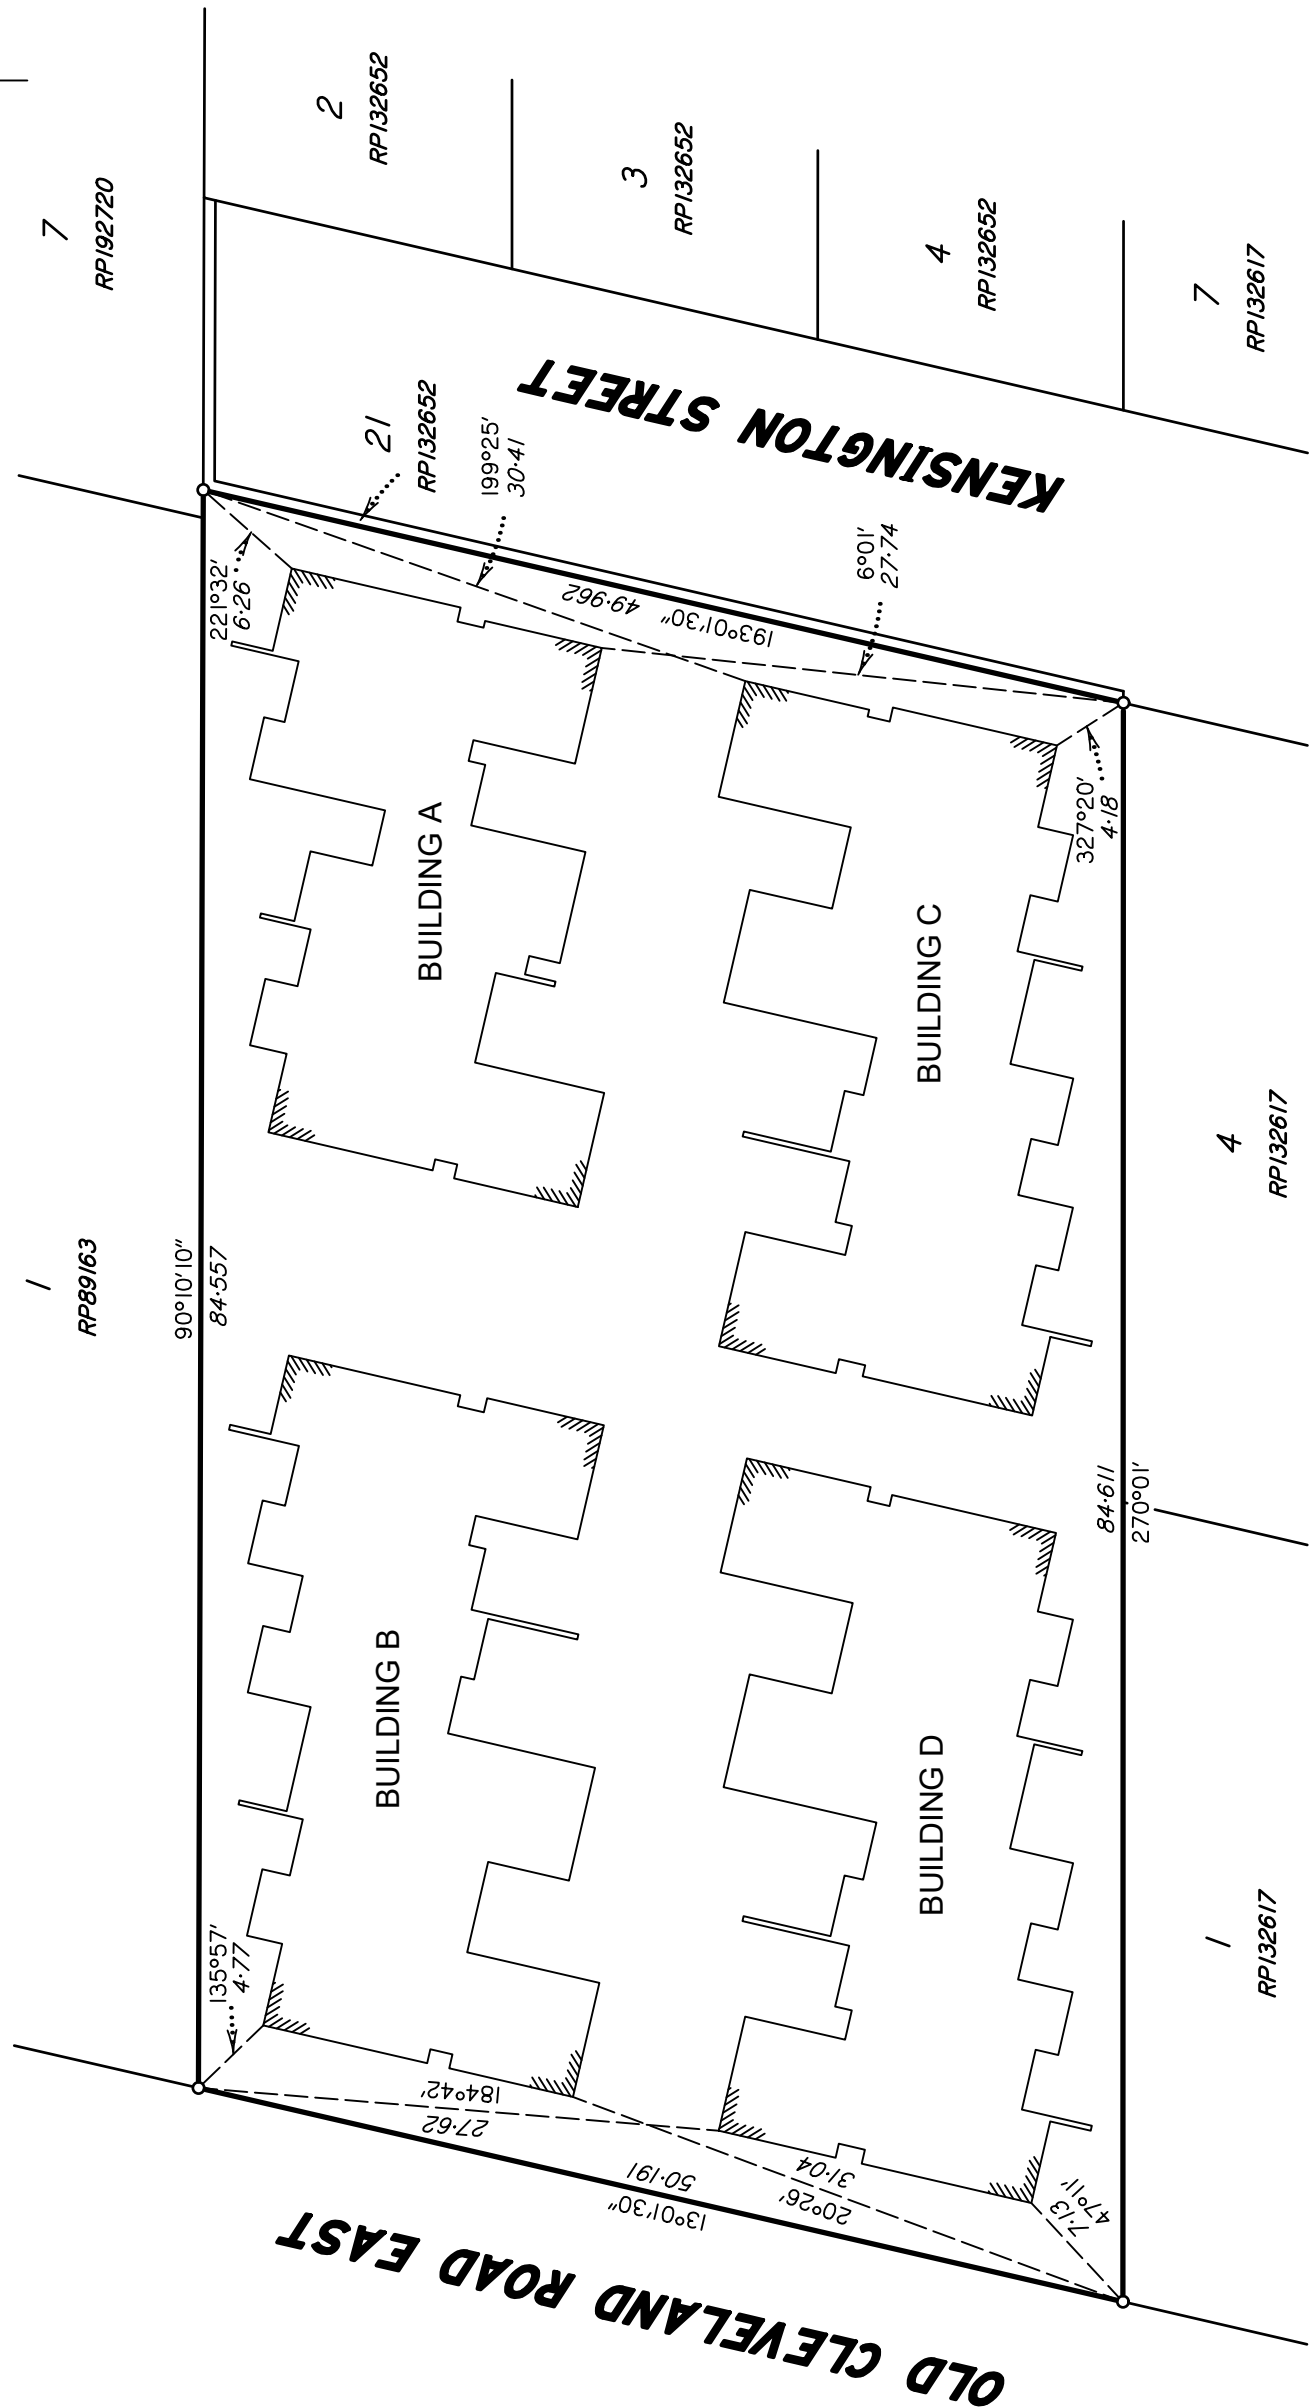 7
RP192720
2
RP132652
3
RP132652
4
RP132652
7
RP132617
KENSINGTON STREET
21
RP132652
199°25'
30·41
221°32'
6·26
193°01'30" 49·962
6°01'
27·74
327°20'
4·18
BUILDING A
BUILDING C
1
RP89163
90°10'10"
84·557
4
RP132617
84·611
270°01'
BUILDING B
BUILDING D
1
RP132617
135°57'
4·77
184°42'
27·62
50·191
13°01'30"
31·04
20°26'
7·13
47°11'
OLD CLEVELAND ROAD EAST